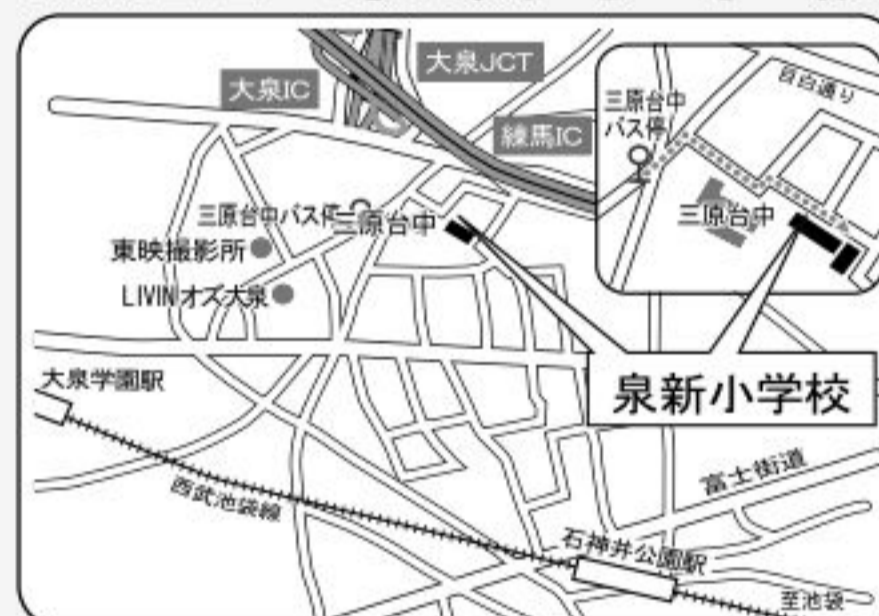 大泉IC
大泉JCT
練馬IC
三原台中
バス停
目白通り
三原台中
三原台中バス停
三原台中
東映撮影所
LIVINオズ大泉
泉新小学校
大泉学園駅
西武池袋線
富士街道
石神井公園駅
至池袋